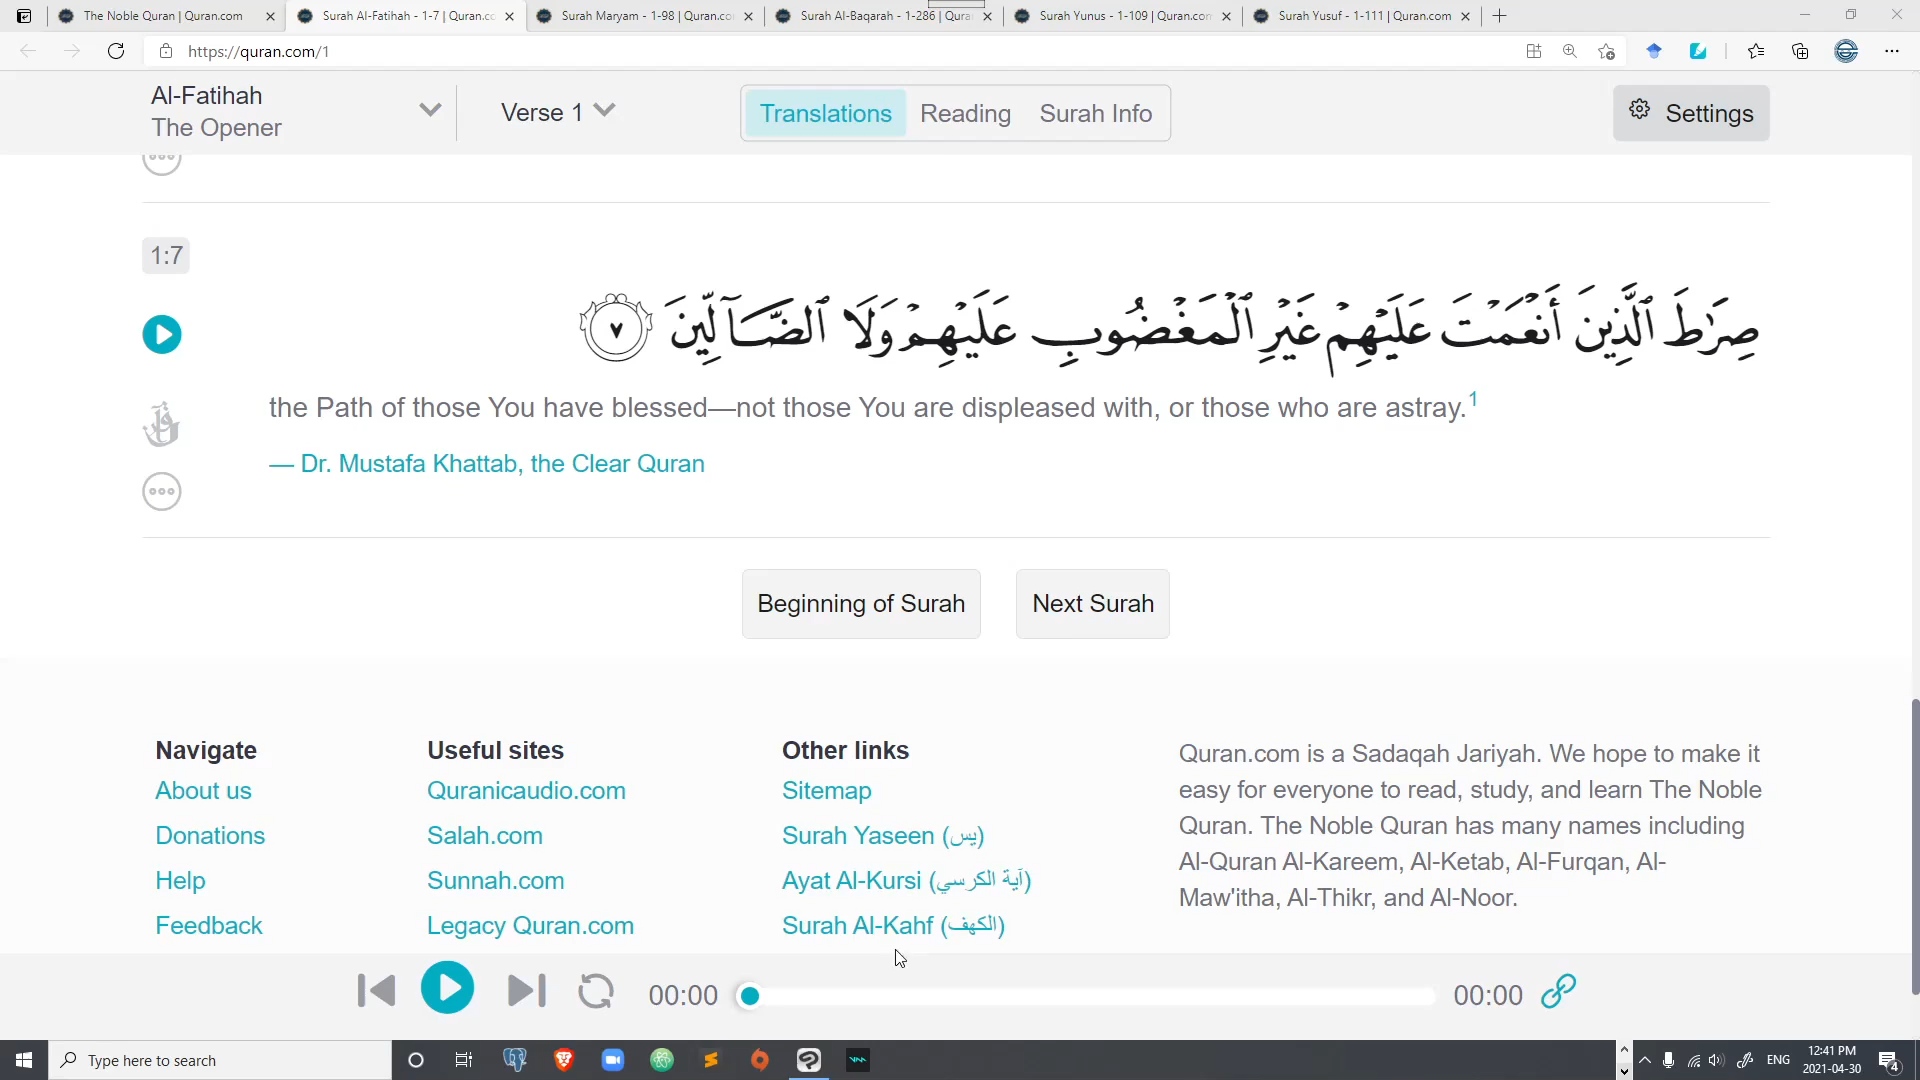 The Noble Quran | Quran.com
Surah Al-Fatihah - 1-7 | Quran.co
Surah Maryam - 1-98 | Quran.co
Surah Al-Baqarah - 1-286 | Qura
Surah Yunus - 1-109 | Quran.com
Surah Yusuf - 1-111 | Quran.com
https://quran.com/1
Al-Fatihah
The Opener
Verse 1
Translations
Reading
Surah Info
Settings
1:7
صِرَٰطَ ٱلَّذِينَ أَنْعَمْتَ عَلَيْهِمْ غَيْرِ ٱلْمَغْضُوبِ عَلَيْهِمْ وَلَا ٱلضَّآلِّينَ ٧
the Path of those You have blessed—not those You are displeased with, or those who are astray.1
— Dr. Mustafa Khattab, the Clear Quran
Beginning of Surah
Next Surah
Navigate
About us
Donations
Help
Feedback
Useful sites
Quranicaudio.com
Salah.com
Sunnah.com
Legacy Quran.com
Other links
Sitemap
Surah Yaseen (يس)
Ayat Al-Kursi (آية الكرسي)
Surah Al-Kahf (الكهف)
Quran.com is a Sadaqah Jariyah. We hope to make it
easy for everyone to read, study, and learn The Noble
Quran. The Noble Quran has many names including
Al-Quran Al-Kareem, Al-Ketab, Al-Furqan, Al-
Maw'itha, Al-Thikr, and Al-Noor.
00:00
00:00
Type here to search
ENG
12:41 PM
2021-04-30
4